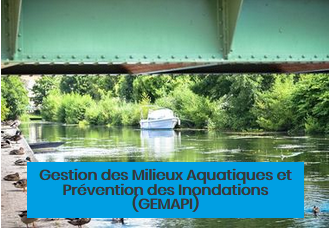 Gestion des Milieux Aquatiques et
Prévention des Inondations
(GEMAPI)